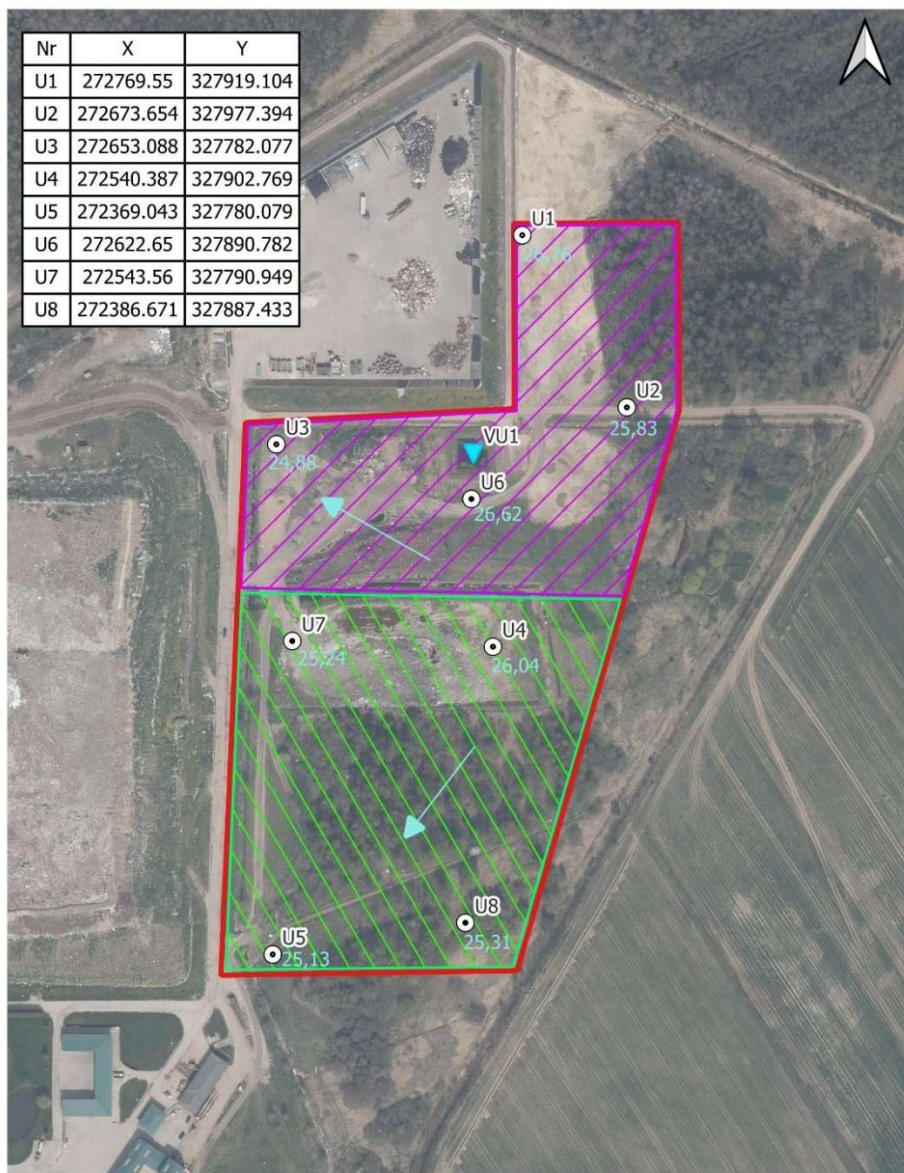 Nr X Y
U1 272769.55 327919.104
U2 272673.654 327977.394
U3 272653.088 327782.077
U4 272540.387 327902.769
U5 272369.043 327780.079
U6 272622.65 327890.782
U7 272543.56 327790.949
U8 272386.671 327887.433
U1
26,76
U2
25,83
U3
24,88
VU1
U6
26,62
U7
25,24
U4
26,04
U8
25,31
U5
25,13